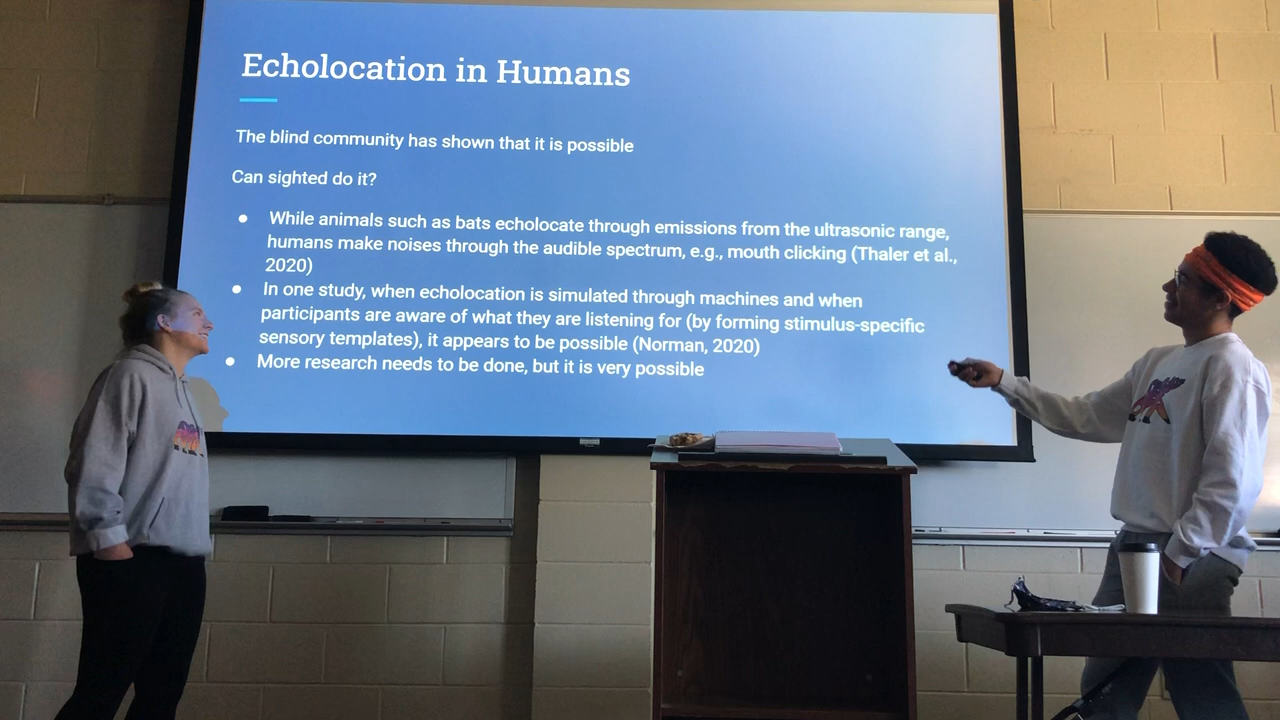 Echolocation in Humans
The blind community has shown that it is possible
Can sighted do it?
● While animals such as bats echolocate through emissions from the ultrasonic range,
humans make noises through the audible spectrum, e.g., mouth clicking (Thaler et al.,
2020)
● In one study, when echolocation is simulated through machines and when
participants are aware of what they are listening for (by forming stimulus-specific
sensory templates), it appears to be possible (Norman, 2020)
● More research needs to be done, but it is very possible